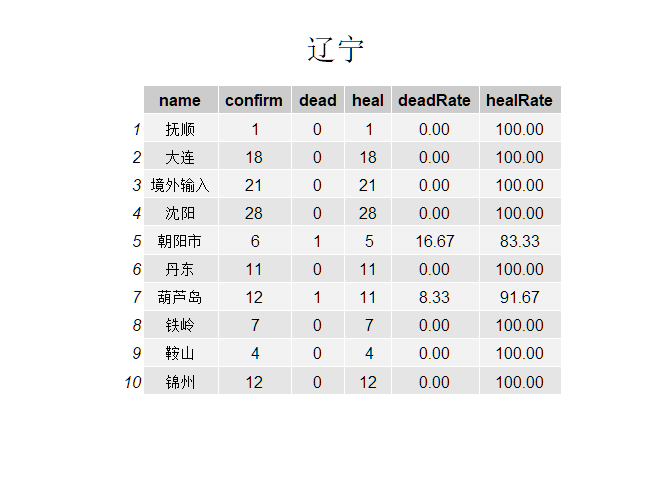 辽宁
name confirm dead heal deadRate healRate
1 抚顺 1 0 1 0.00 100.00
2 大连 18 0 18 0.00 100.00
3 境外输入 21 0 21 0.00 100.00
4 沈阳 28 0 28 0.00 100.00
5 朝阳市 6 1 5 16.67 83.33
6 丹东 11 0 11 0.00 100.00
7 葫芦岛 12 1 11 8.33 91.67
8 铁岭 7 0 7 0.00 100.00
9 鞍山 4 0 4 0.00 100.00
10 锦州 12 0 12 0.00 100.00